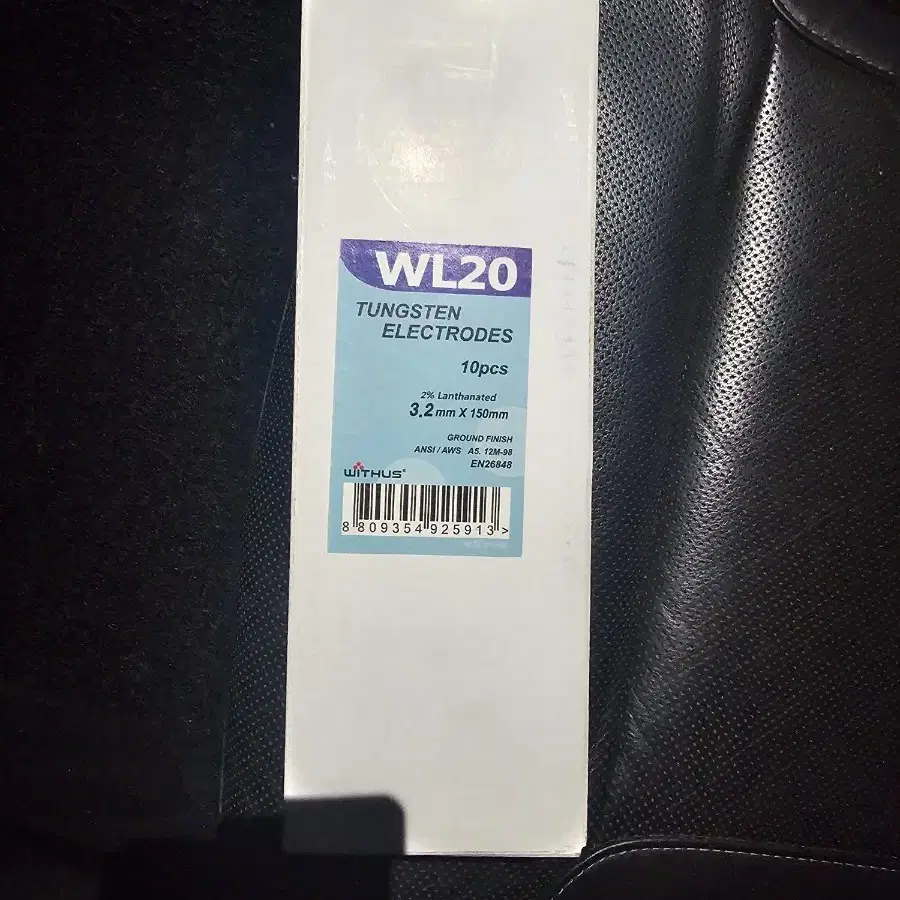 WL20
TUNGSTEN
ELECTRODES
10pcs
2% Lanthanated
3.2mm X 150mm
GROUND FINISH
ANSI / AWS A5. 12M-98
EN26848
WITHUS®
8 809354 925913 >